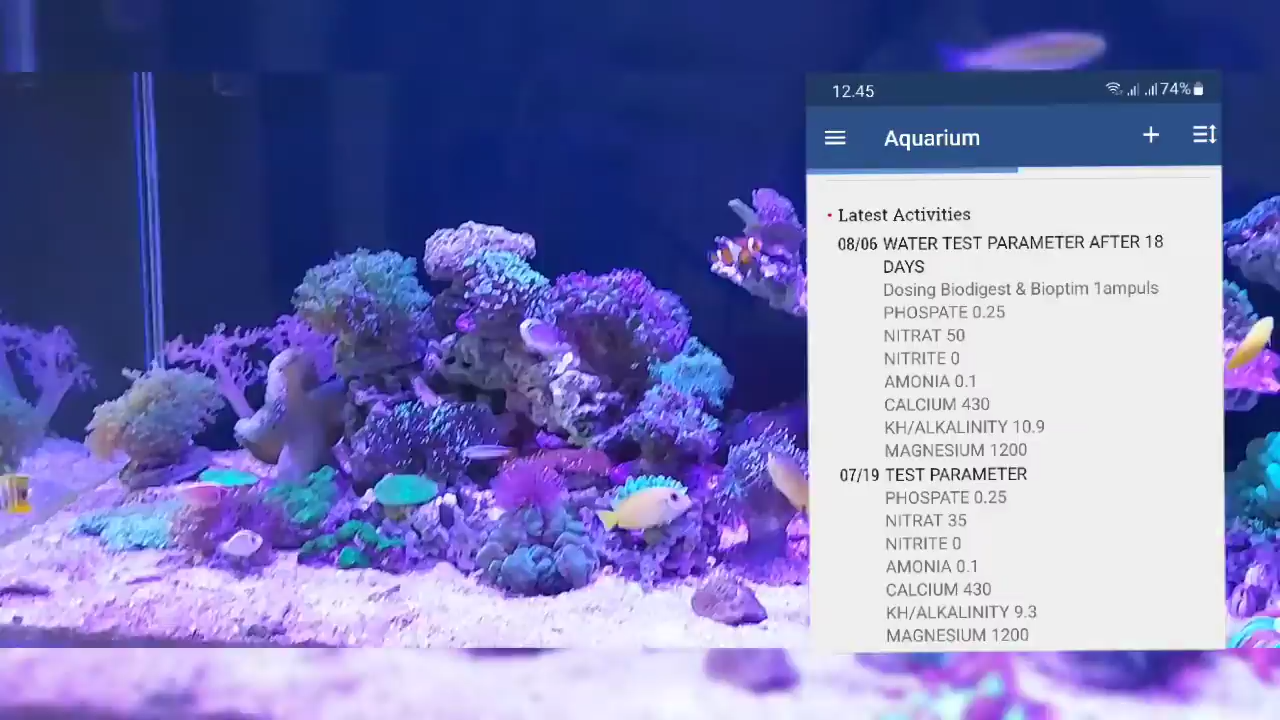 12.45
74%
Aquarium
Latest Activities
08/06 WATER TEST PARAMETER AFTER 18
DAYS
Dosing Biodigest & Bioptim 1ampuls
PHOSPATE 0.25
NITRAT 50
NITRITE 0
AMONIA 0.1
CALCIUM 430
KH/ALKALINITY 10.9
MAGNESIUM 1200
07/19 TEST PARAMETER
PHOSPATE 0.25
NITRAT 35
NITRITE 0
AMONIA 0.1
CALCIUM 430
KH/ALKALINITY 9.3
MAGNESIUM 1200